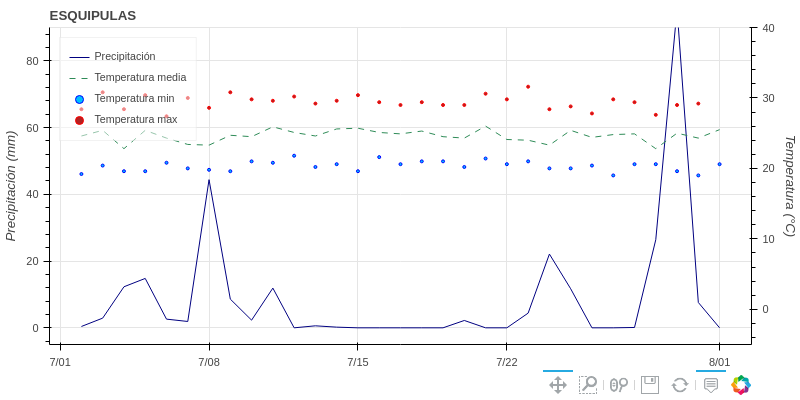 ESQUIPULAS
Precipitación
Temperatura media
Temperatura min
Temperatura max
Precipitación (mm)
80
60
40
20
0
40
30
20
10
0
Temperatura (°C)
7/01
7/08
7/15
7/22
8/01